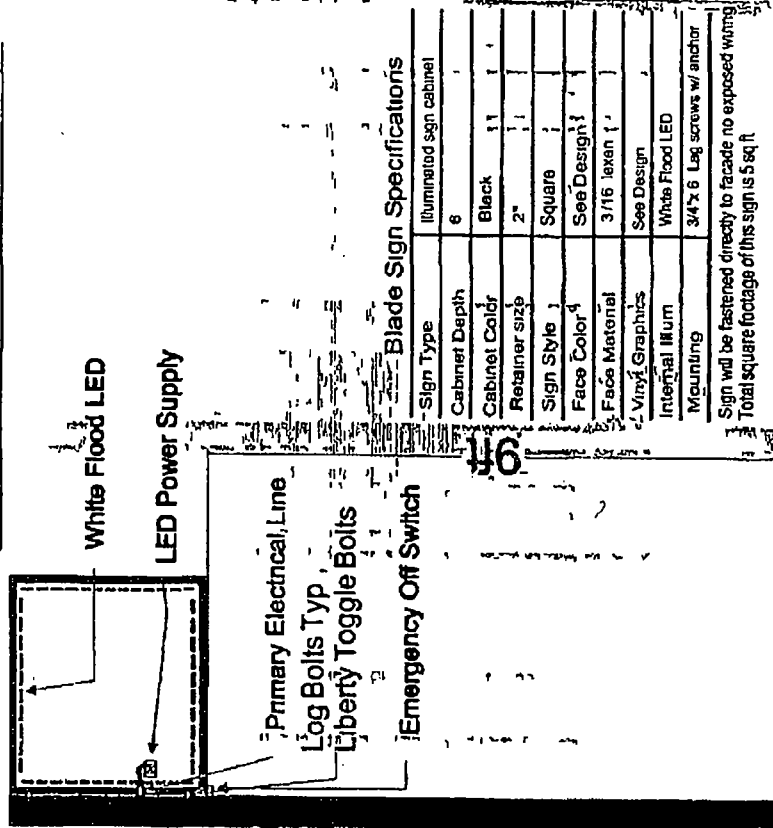 White Flood LED
LED Power Supply
Primary Electrical Line
Log Bolts Typ,
Liberty Toggle Bolts
Emergency Off Switch
#6
Blade Sign Specifications
Sign Type Illuminated sign cabinet
Cabinet Depth 6
Cabinet Color Black
Retainer size 2"
Sign Style Square
Face Color See Design
Face Material 3/16 lexan
Vinyl Graphics See Design
Internal Illum White Flood LED
Mounting 3/4"x 6 Lag screws w/ anchor
Sign will be fastened directly to facade no exposed wiring
Total square footage of this sign is 5 sq ft